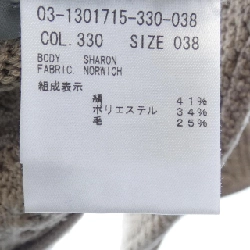 03-1301715-330-038
COL.330 SIZE 038
BODY SHARON
FABRIC NORWICH
組成表示
絹 41%
ポリエステル 34%
毛 25%